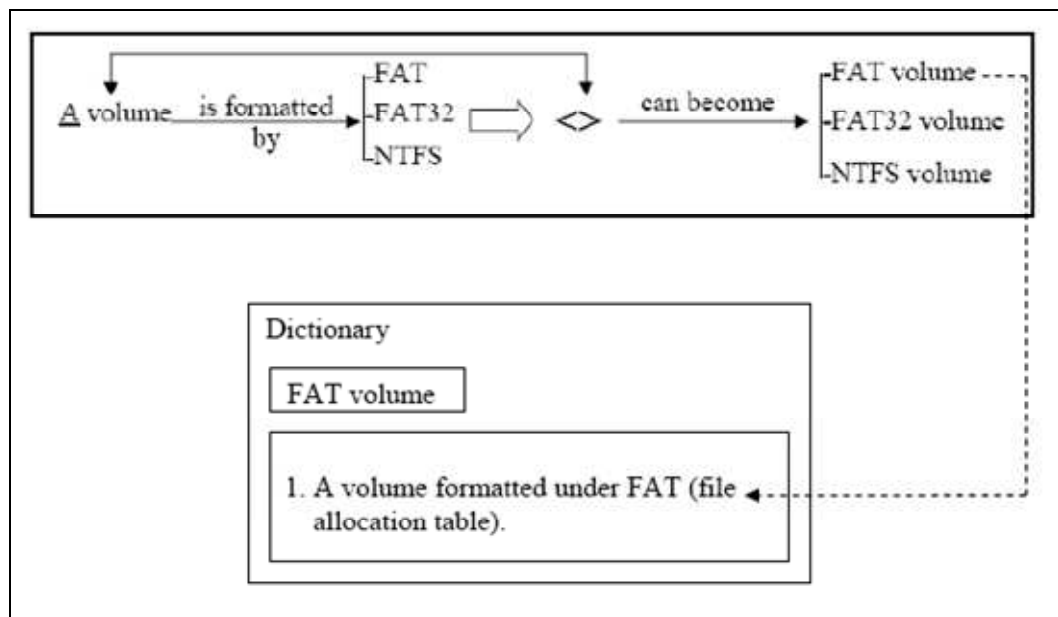 A volume is formatted by FAT FAT32 NTFS <> can become FAT volume FAT32 volume NTFS volume
Dictionary
FAT volume
1. A volume formatted under FAT (file
allocation table).